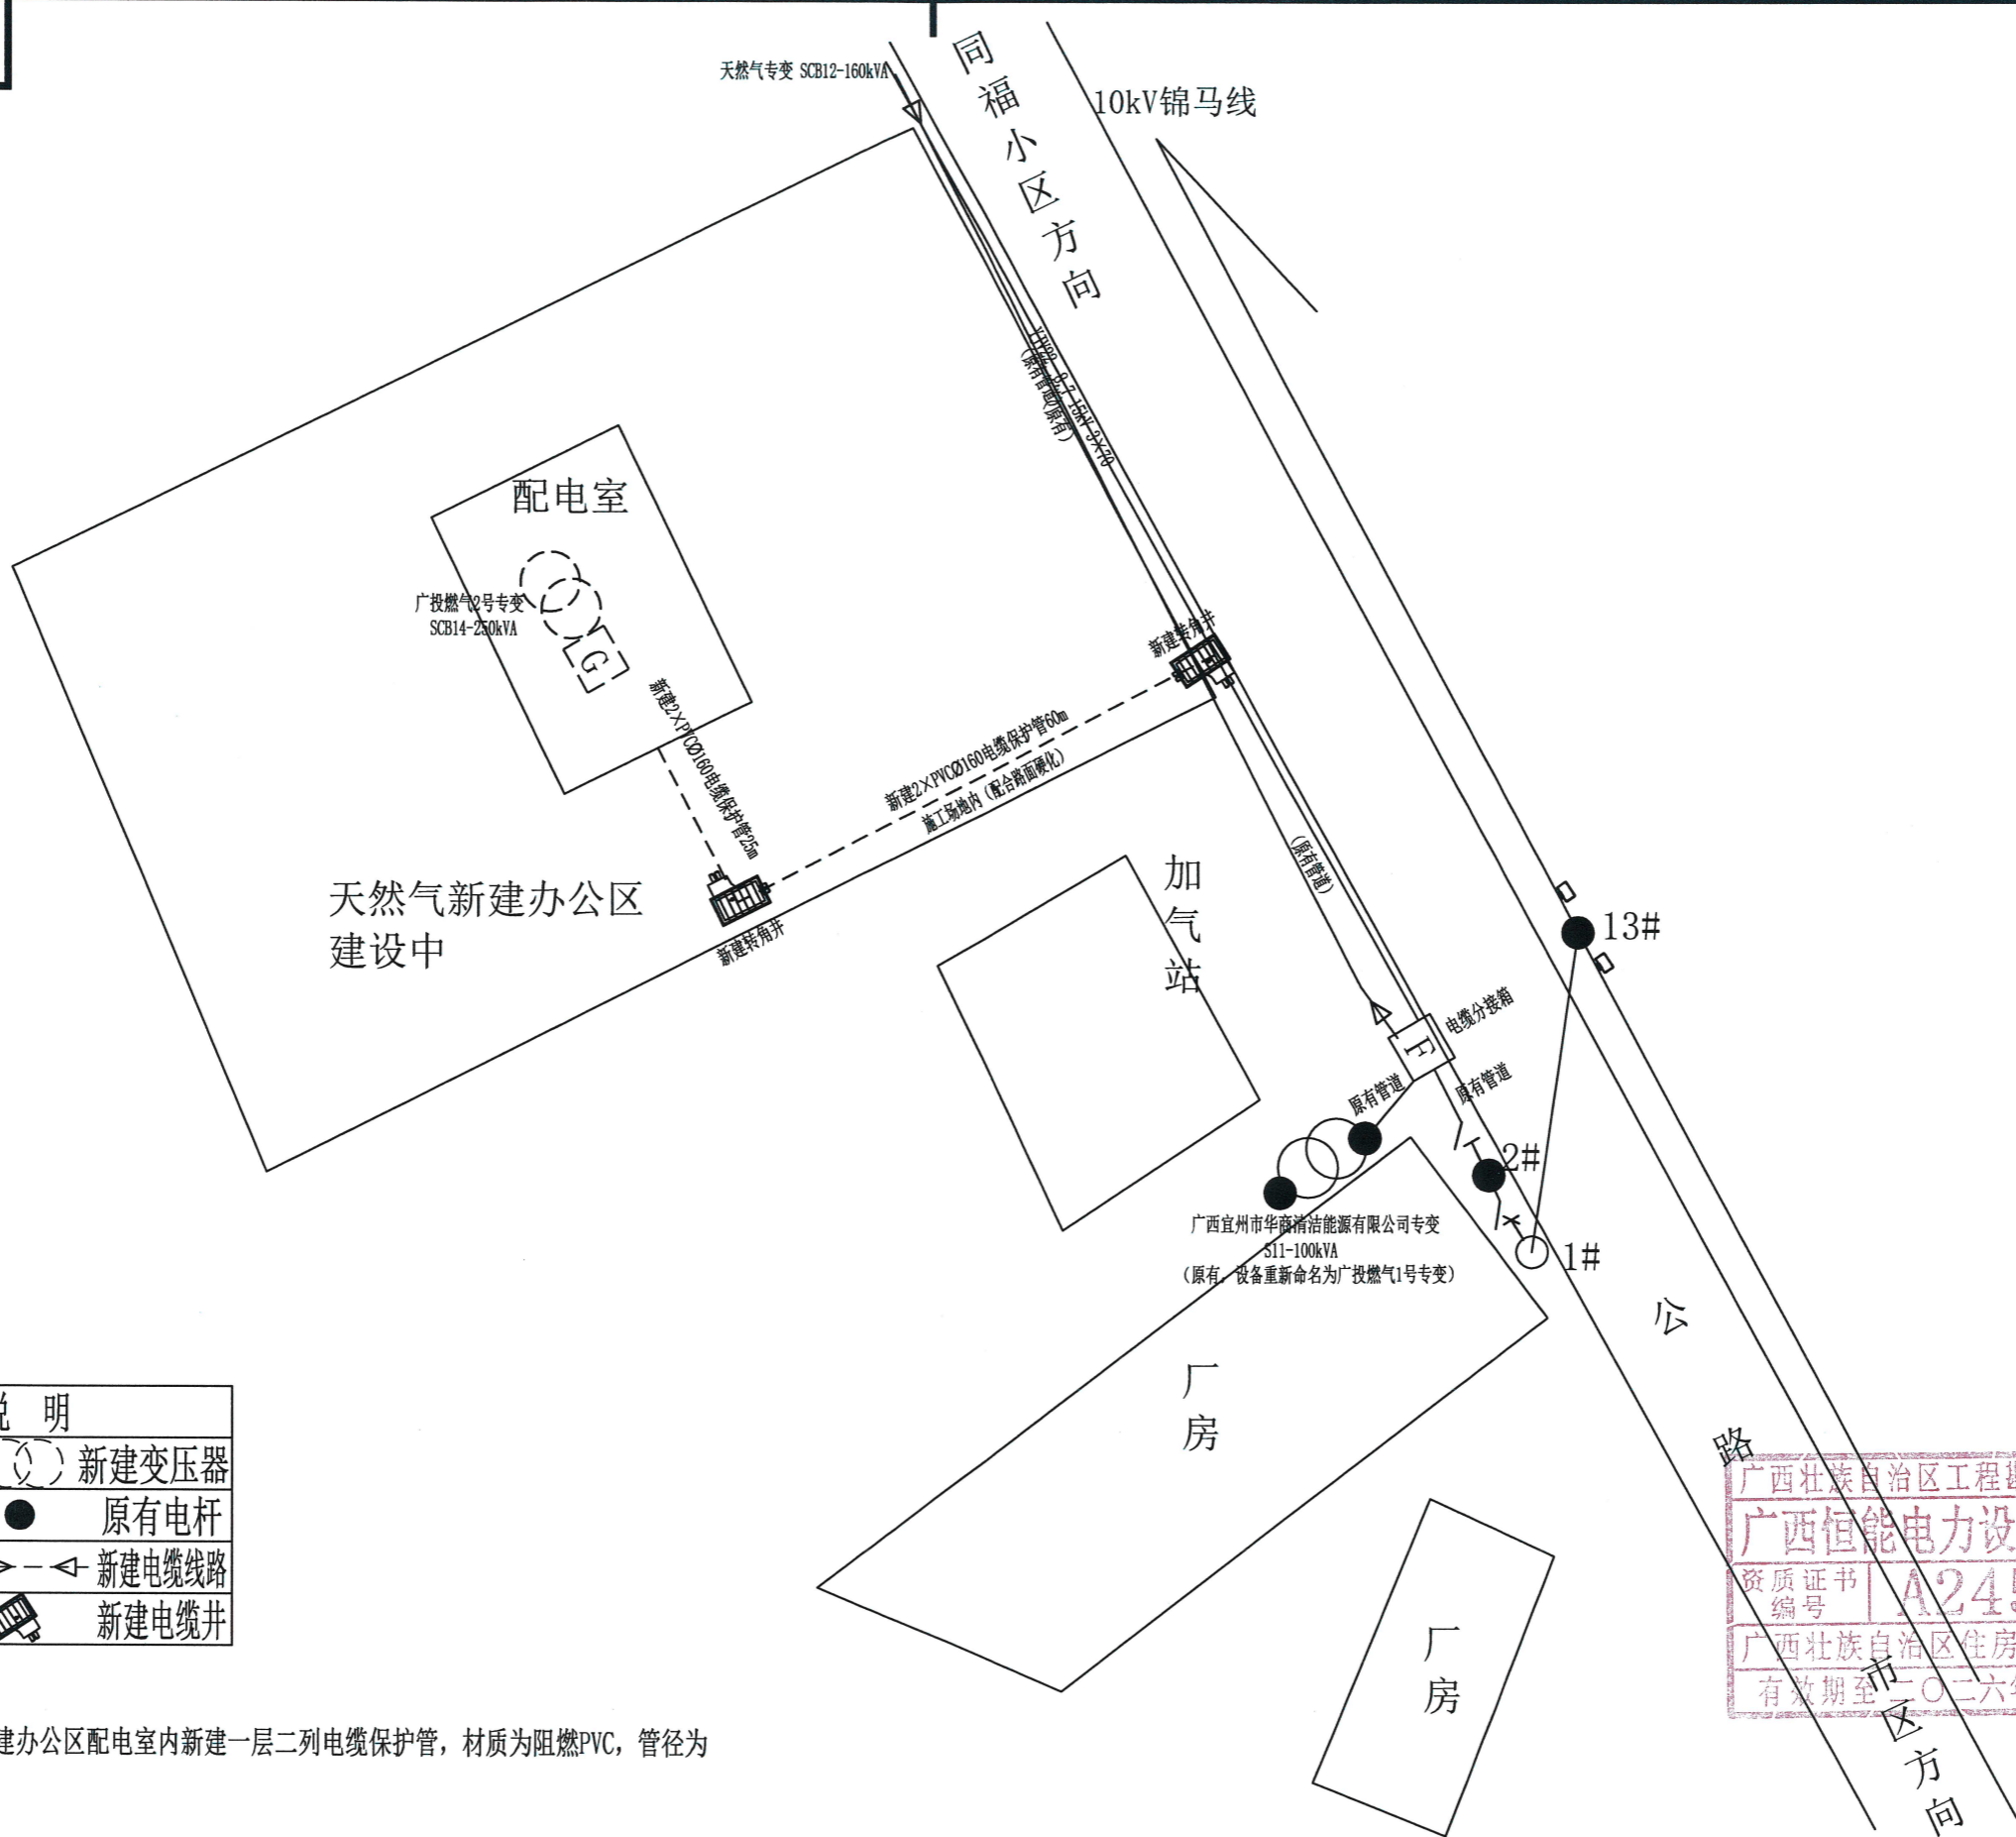 天然气专变 SCB12-160kVA
同福小区方向
10kV锦马线
(原有管道)
配电室
广投燃气2号专变
SCB14-250kVA
G
新建2×PVCØ160电缆保护管25m
新建转角井
新建2×PVCØ160电缆保护管60m
施工场地内（配合路面硬化）
天然气新建办公区
建设中
新建转角井
加气站
13#
电缆分接箱
F
原有管道
原有管道
2#
1#
广西宜州市华商清洁能源有限公司专变
S11-100kVA
（原有，设备重新命名为广投燃气1号专变）
厂房
厂房
公路
市区方向
明
新建变压器
原有电杆
新建电缆线路
新建电缆井
建办公区配电室内新建一层二列电缆保护管，材质为阻燃PVC，管径为
广西壮族自治区工程
广西恒能电力设
资质证书
编号
A24
广西壮族自治区住房
有效期至二〇二六